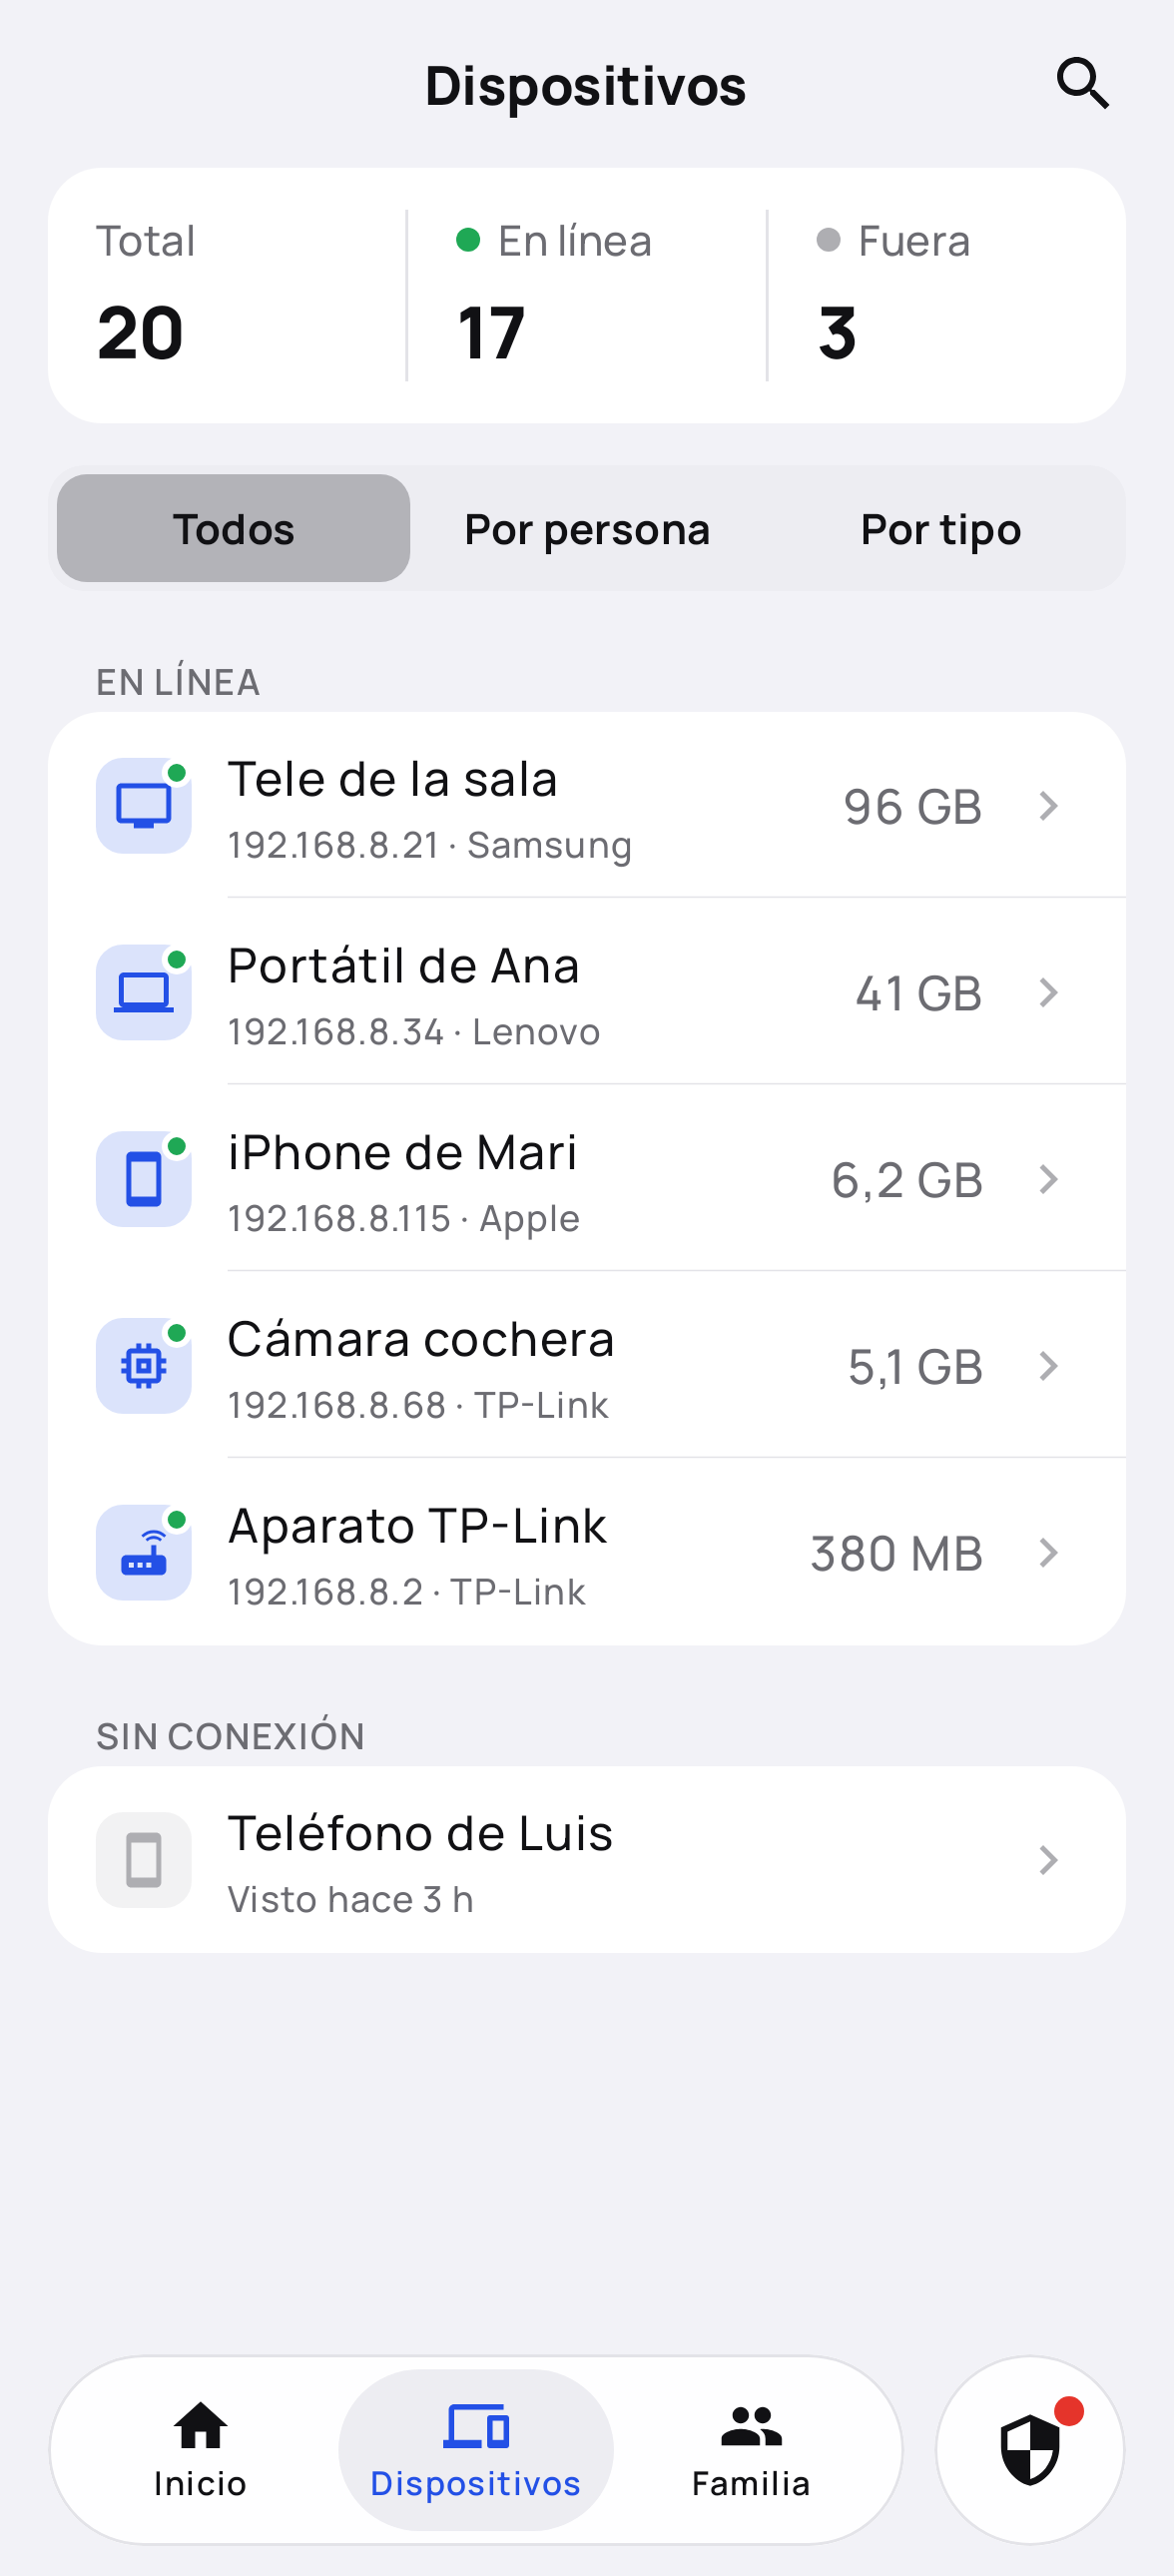 Dispositivos
Total
En línea
Fuera
20
17
3
Todos
Por persona
Por tipo
EN LÍNEA
Tele de la sala
192.168.8.21 · Samsung
96 GB
Portátil de Ana
192.168.8.34 · Lenovo
41 GB
iPhone de Mari
192.168.8.115 · Apple
6,2 GB
Cámara cochera
192.168.8.68 · TP-Link
5,1 GB
Aparato TP-Link
192.168.8.2 · TP-Link
380 MB
SIN CONEXIÓN
Teléfono de Luis
Visto hace 3 h
Inicio
Dispositivos
Familia